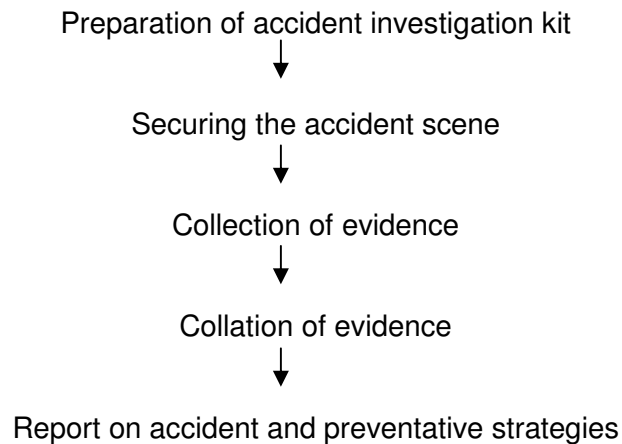 Preparation of accident investigation kit
Securing the accident scene
Collection of evidence
Collation of evidence
Report on accident and preventative strategies